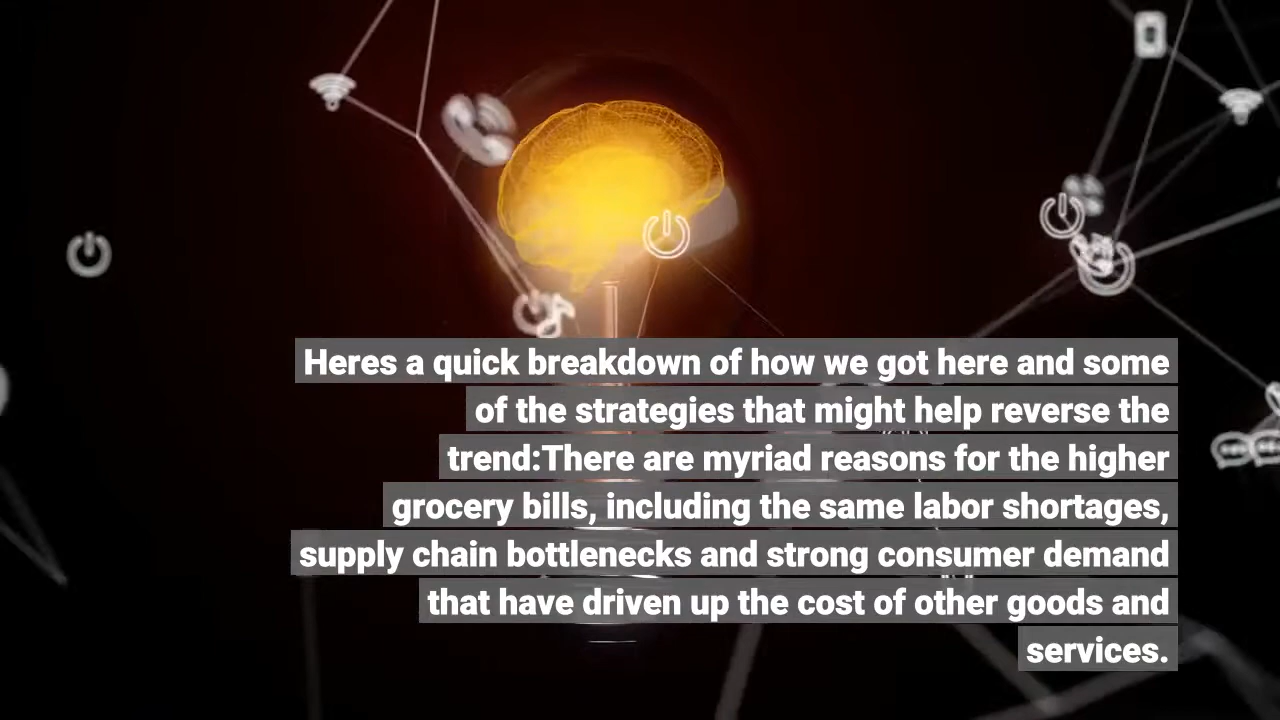 Heres a quick breakdown of how we got here and some
of the strategies that might help reverse the
trend:There are myriad reasons for the higher
grocery bills, including the same labor shortages,
supply chain bottlenecks and strong consumer demand
that have driven up the cost of other goods and
services.